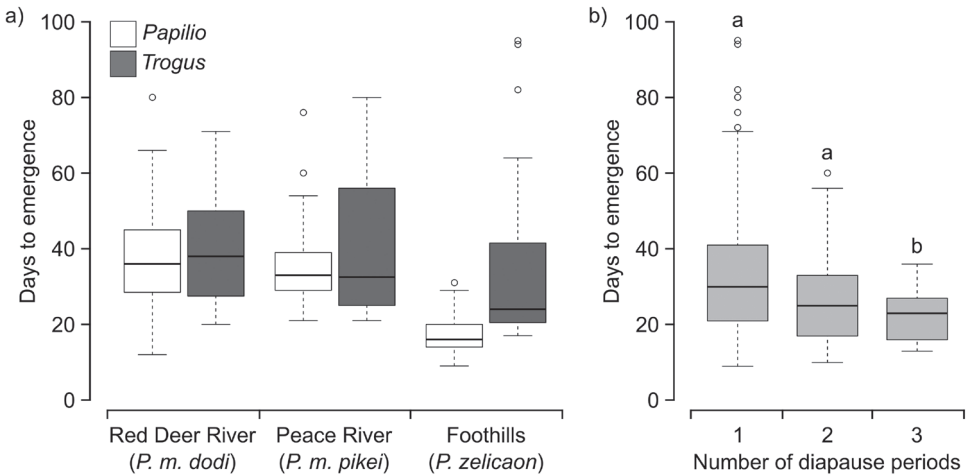 a)
Days to emergence
100
80
60
40
20
0
Papilio
Trogus
Red Deer River
(P. m. dodi)
Peace River
(P. m. pikei)
Foothills
(P. zelicaon)
b)
Days to emergence
100
80
60
40
20
0
a
a
b
1 2 3
Number of diapause periods